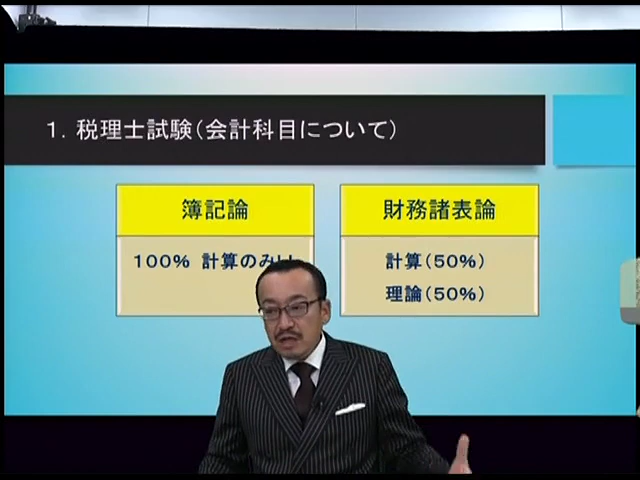 1. 税理士試験(会計科目について)
簿記論
100% 計算のみ
財務諸表論
計算(50%)
理論(50%)